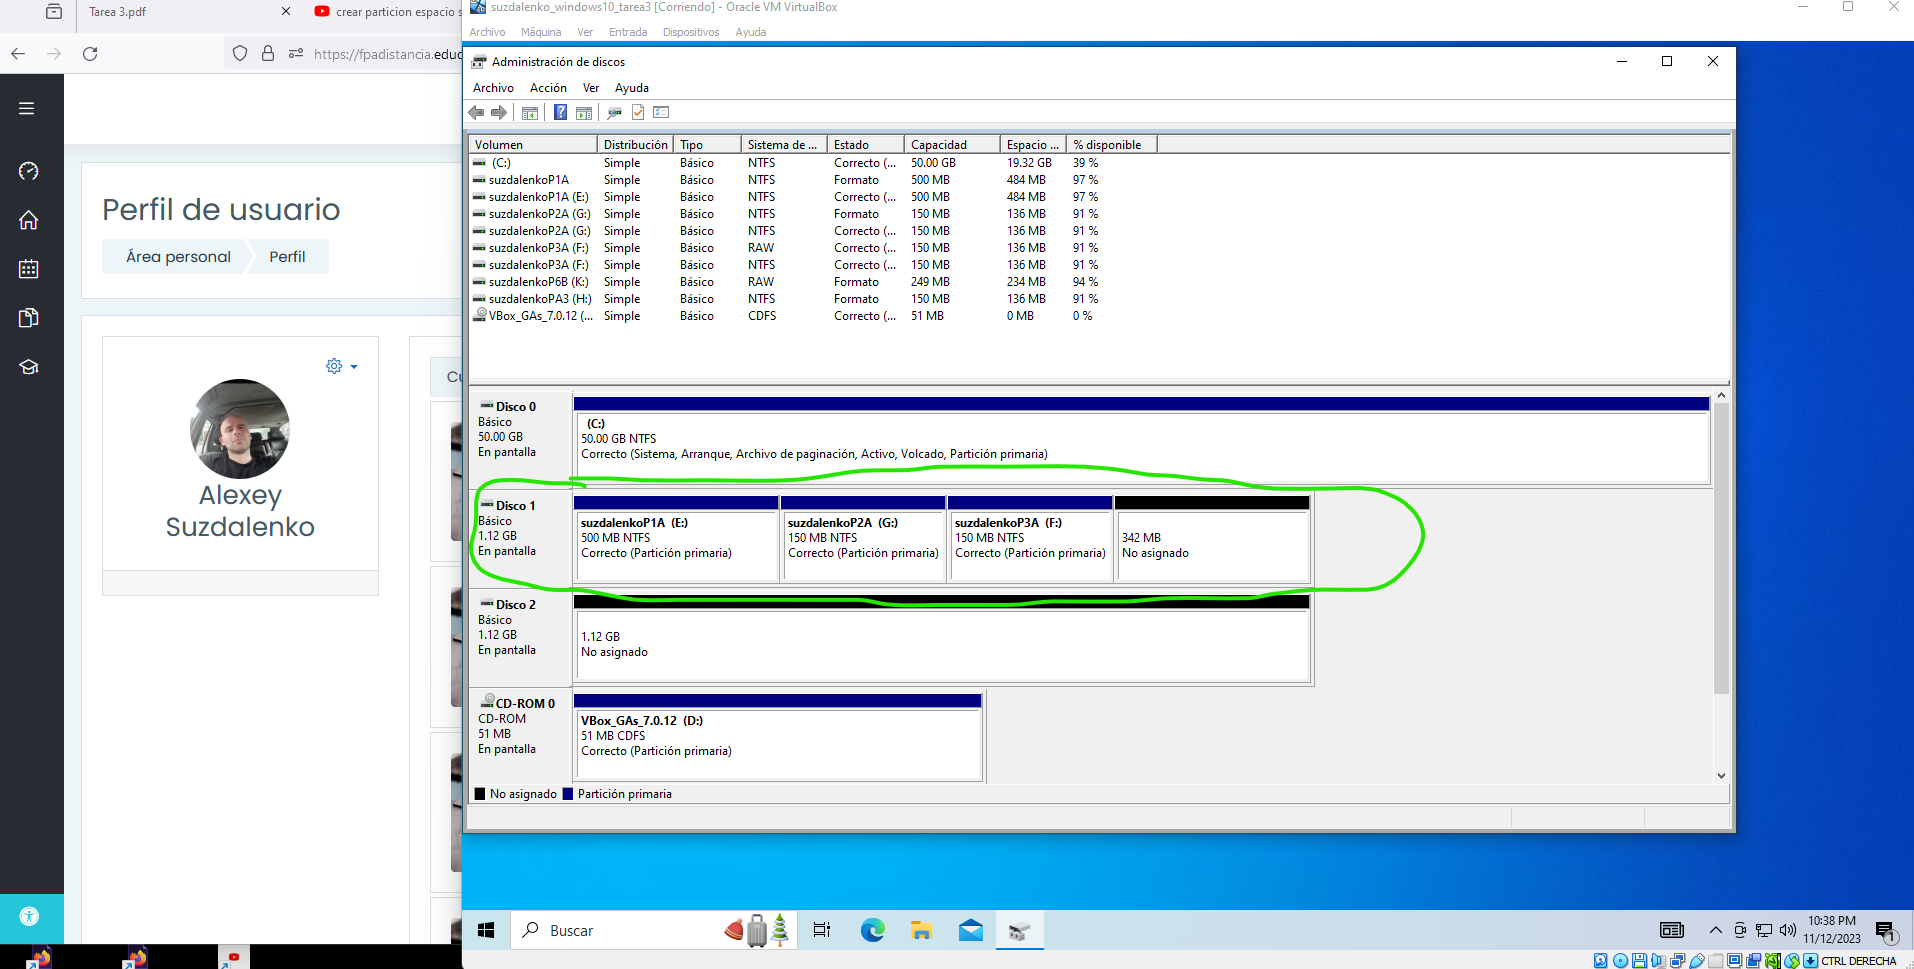 Tarea 3.pdf
crear particion espacio s
https://fpadistancia.educ
Perfil de usuario
Área personal
Perfil
Cu
Alexey
Suzdalenko
suzdalenko_windows10_tarea3 [Corriendo] - Oracle VM VirtualBox
Archivo Máquina Ver Entrada Dispositivos Ayuda
Administración de discos
Archivo Acción Ver Ayuda
Volumen Distribución Tipo Sistema de ... Estado Capacidad Espacio ... % disponible
(C:) Simple Básico NTFS Correcto (... 50.00 GB 19.32 GB 39 %
suzdalenkoP1A Simple Básico NTFS Formato 500 MB 484 MB 97 %
suzdalenkoP1A (E:) Simple Básico NTFS Correcto (... 500 MB 484 MB 97 %
suzdalenkoP2A (G:) Simple Básico NTFS Formato 150 MB 136 MB 91 %
suzdalenkoP2A (G:) Simple Básico NTFS Correcto (... 150 MB 136 MB 91 %
suzdalenkoP3A (F:) Simple Básico RAW Correcto (... 150 MB 136 MB 91 %
suzdalenkoP3A (F:) Simple Básico NTFS Correcto (... 150 MB 136 MB 91 %
suzdalenkoP6B (K:) Simple Básico RAW Formato 249 MB 234 MB 94 %
suzdalenkoPA3 (H:) Simple Básico NTFS Formato 150 MB 136 MB 91 %
VBox_GAs_7.0.12 (... Simple Básico CDFS Correcto (... 51 MB 0 MB 0 %
Disco 0
Básico
50.00 GB
En pantalla
(C:)
50.00 GB NTFS
Correcto (Sistema, Arranque, Archivo de paginación, Activo, Volcado, Partición primaria)
Disco 1
Básico
1.12 GB
En pantalla
suzdalenkoP1A (E:)
500 MB NTFS
Correcto (Partición primaria)
suzdalenkoP2A (G:)
150 MB NTFS
Correcto (Partición primaria)
suzdalenkoP3A (F:)
150 MB NTFS
Correcto (Partición primaria)
342 MB
No asignado
Disco 2
Básico
1.12 GB
En pantalla
1.12 GB
No asignado
CD-ROM 0
CD-ROM
51 MB
En pantalla
VBox_GAs_7.0.12 (D:)
51 MB CDFS
Correcto (Partición primaria)
No asignado Partición primaria
Buscar
10:38 PM
11/12/2023
1
CTRL DERECHA